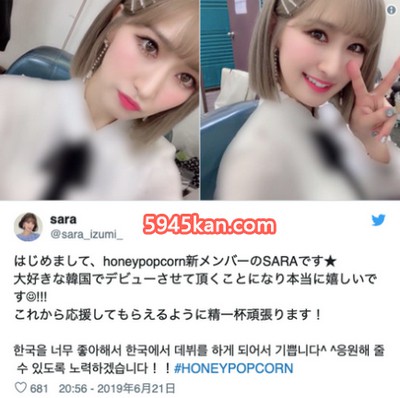 5945kan.com
sara
@sara_izumi_
はじめまして、honeypopcorn新メンバーのSARAです★
大好きな韓国でデビューさせて頂くことになり本当に嬉しいで
す☺!!!
これから応援してもらえるように精一杯頑張ります！
한국을 너무 좋아해서 한국에서 데뷔를 하게 되어서 기쁩니다^ ^응원해 줄
수 있도록 노력하겠습니다！！#HONEYPOPCORN
681 20:56 - 2019年6月21日